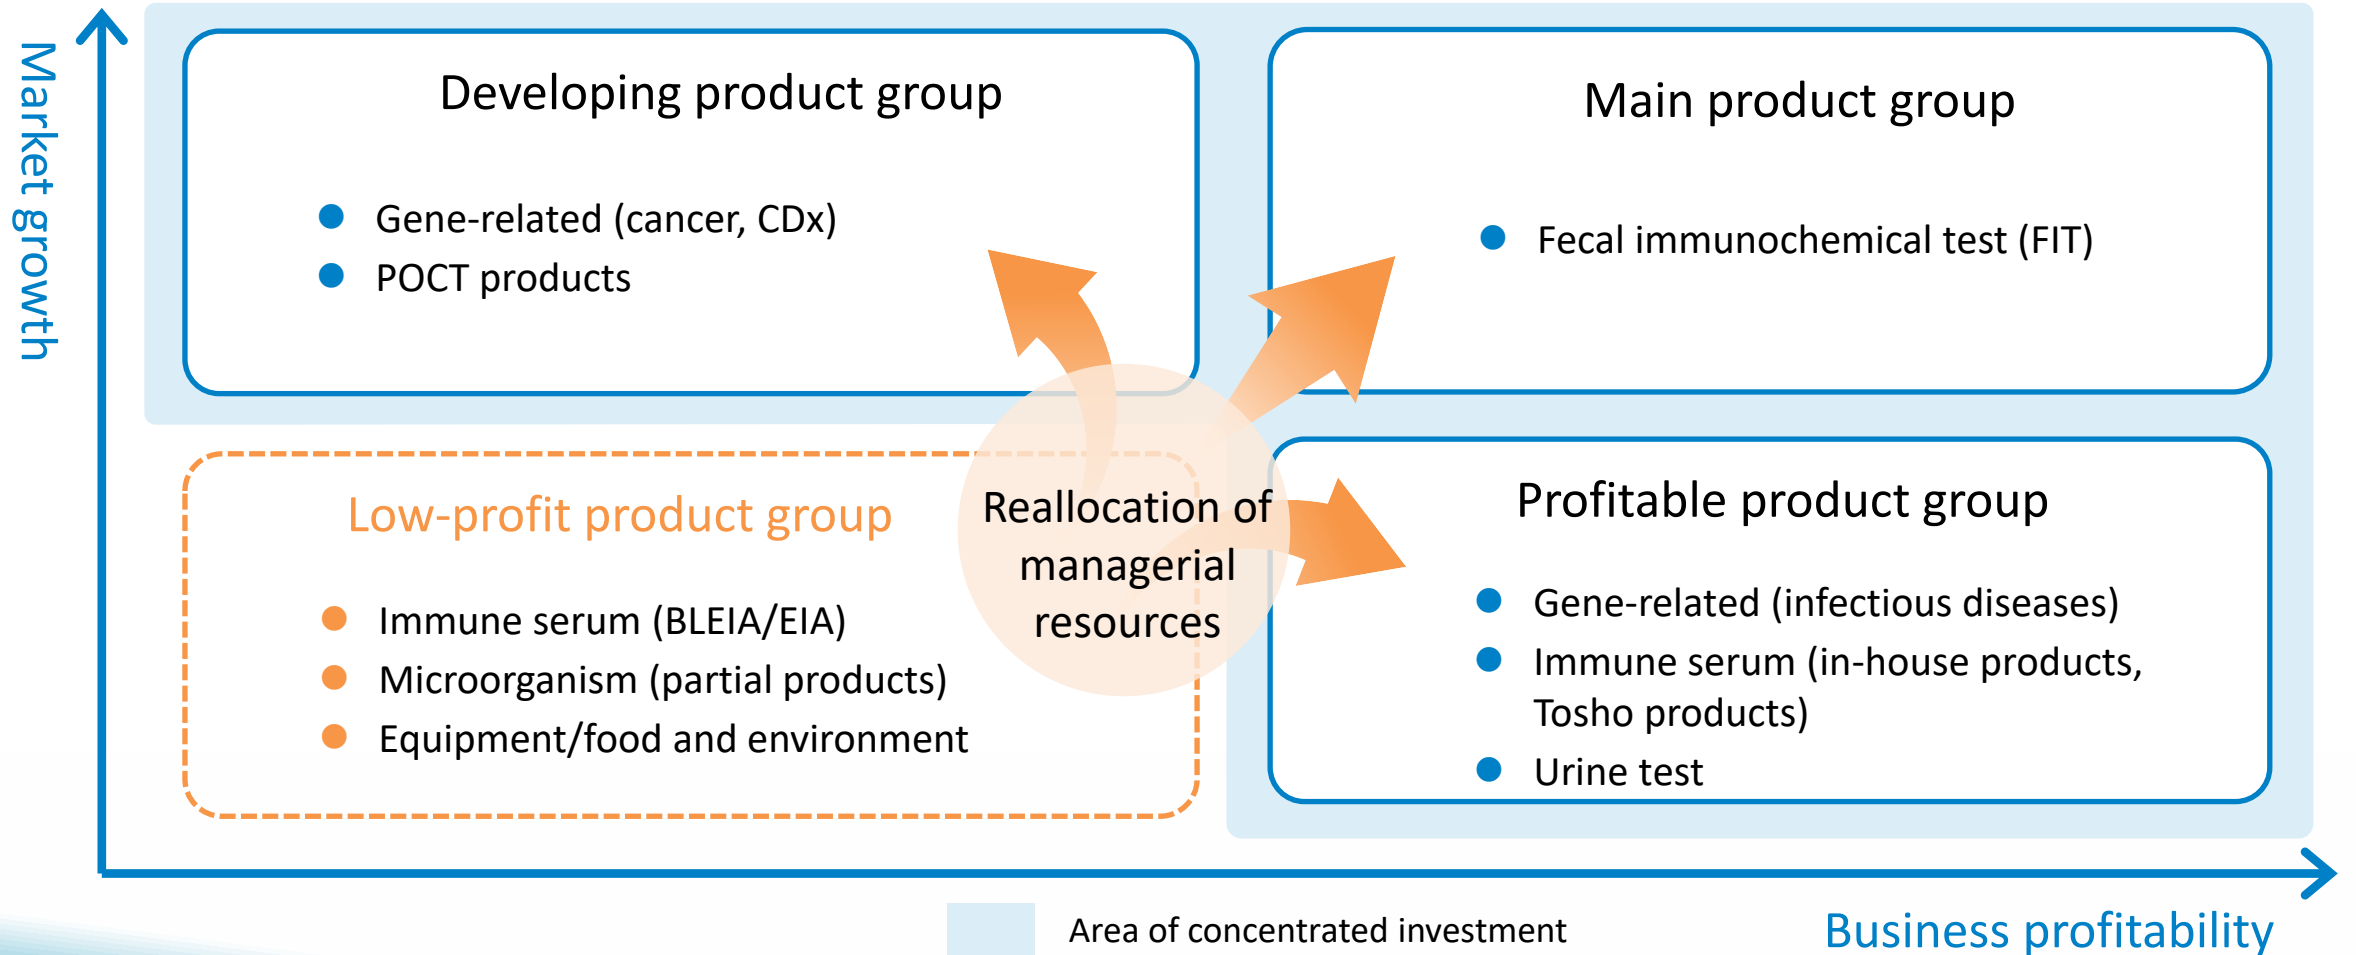 Market growth
Developing product group
Gene-related (cancer, CDx)
POCT products
Main product group
Fecal immunochemical test (FIT)
Low-profit product group
Immune serum (BLEIA/EIA)
Microorganism (partial products)
Equipment/food and environment
Reallocation of
managerial
resources
Profitable product group
Gene-related (infectious diseases)
Immune serum (in-house products,
Tosho products)
Urine test
Area of concentrated investment
Business profitability